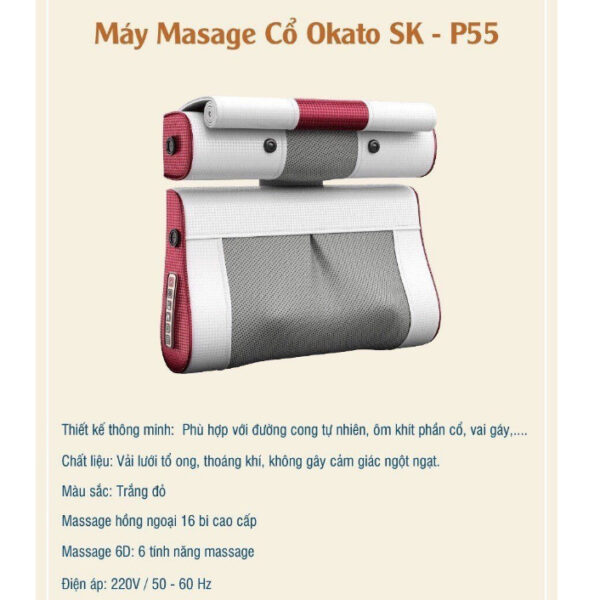 Máy Masage Cổ Okato SK - P55
Thiết kế thông minh: Phù hợp với đường cong tự nhiên, ôm khít phần cổ, vai gáy,....
Chất liệu: Vải lưới tổ ong, thoáng khí, không gây cảm giác ngột ngạt.
Màu sắc: Trắng đỏ
Massage hồng ngoại 16 bi cao cấp
Massage 6D: 6 tính năng massage
Điện áp: 220V / 50 - 60 Hz